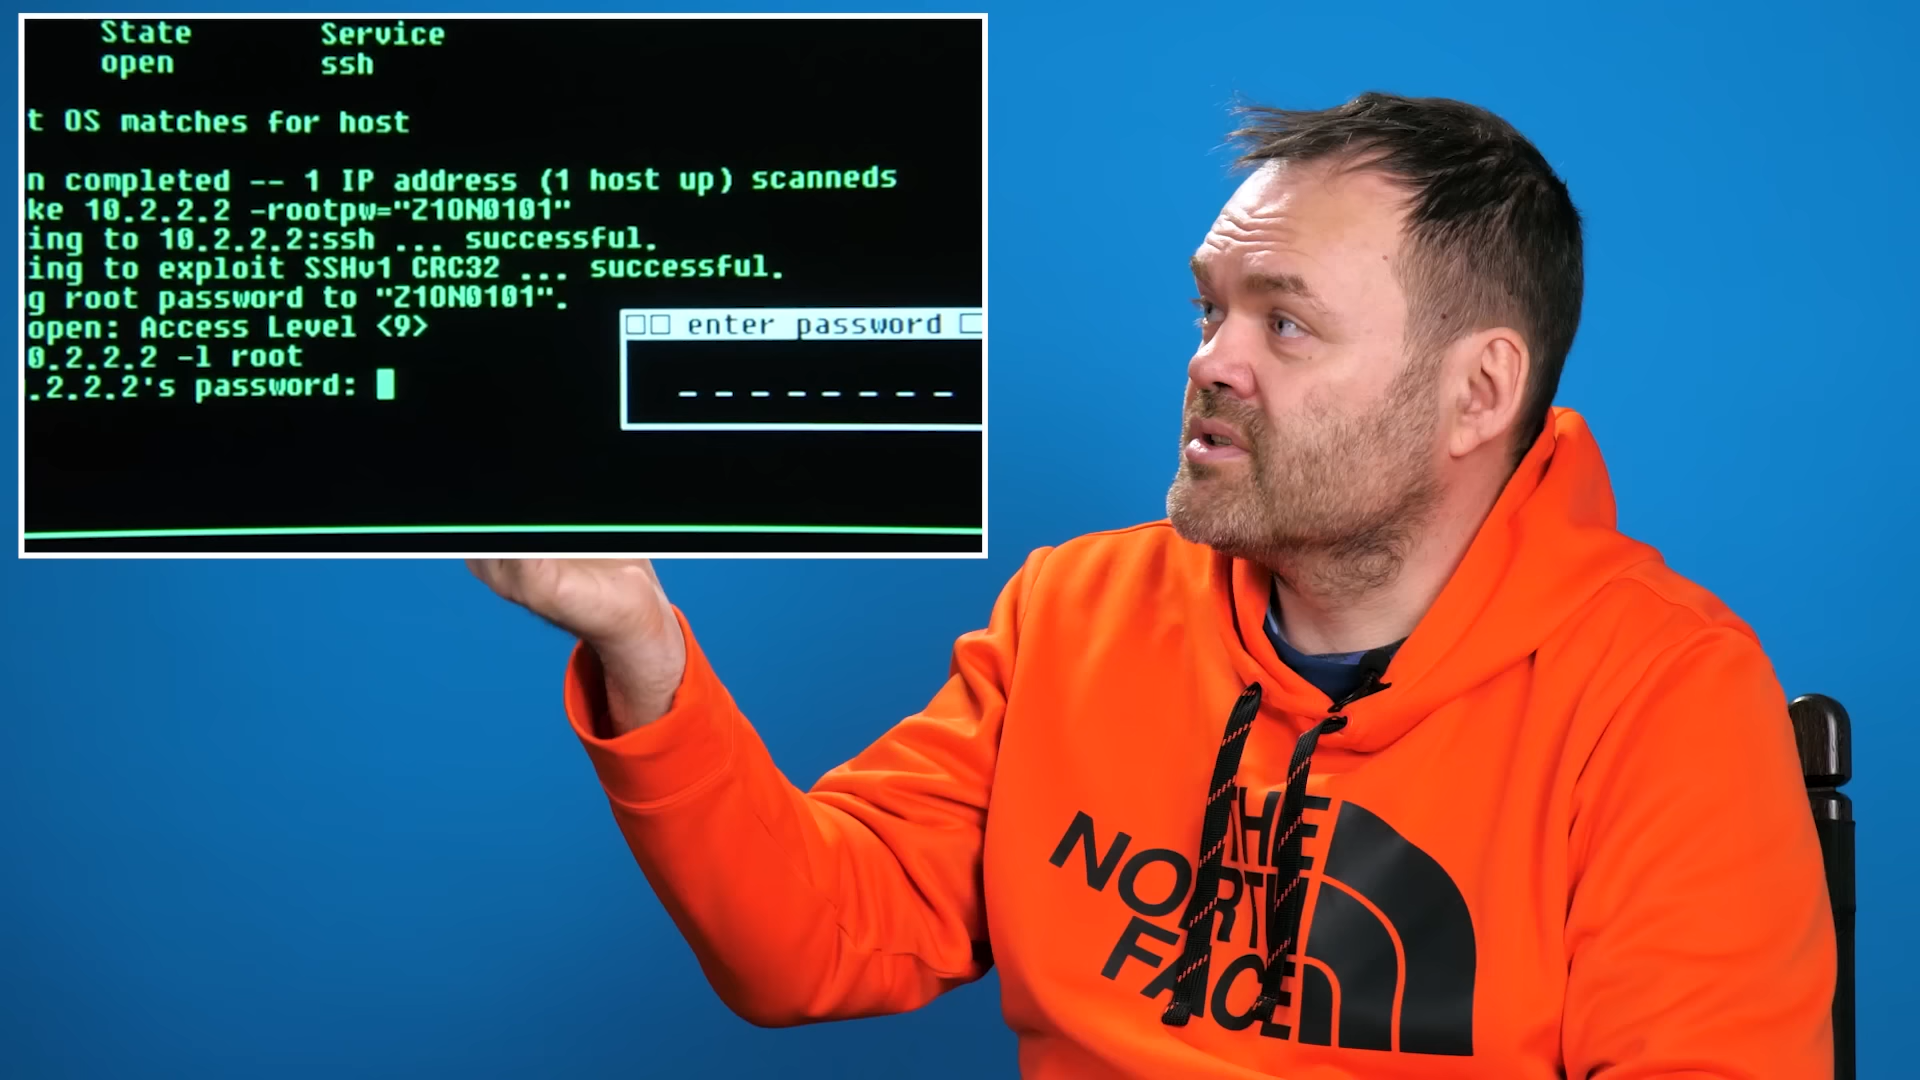 State Service
open ssh
t OS matches for host
n completed -- 1 IP address (1 host up) scanneds
ke 10.2.2.2 -rootpw="Z1ON0101"
ing to 10.2.2.2:ssh ... successful.
ing to exploit SSHv1 CRC32 ... successful.
g root password to "Z1ON0101".
open: Access Level <9>
0.2.2.2 -l root
.2.2.2's password:
enter password
THE
NORTH
FACE